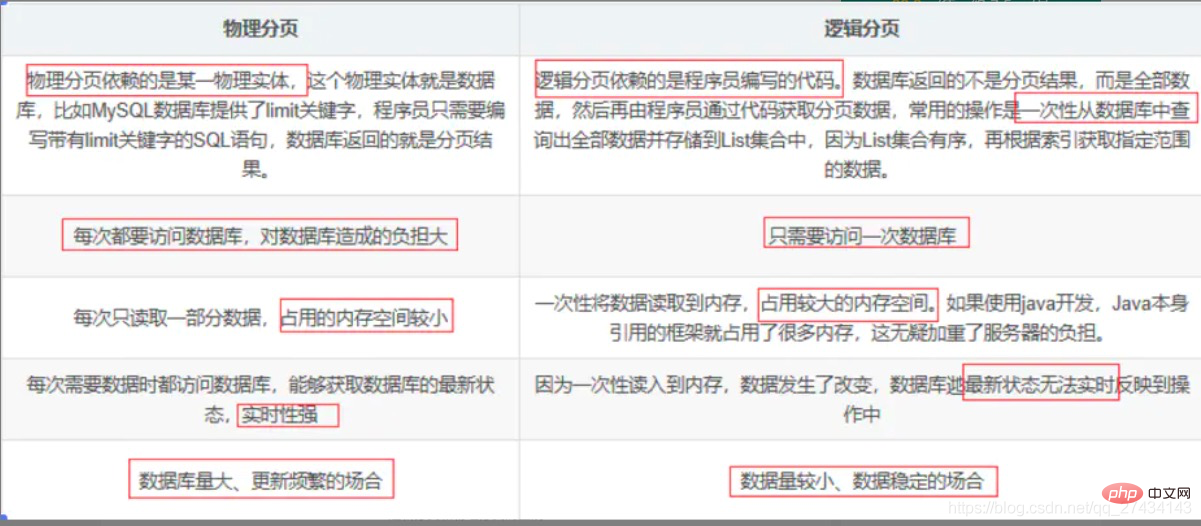 物理分页
逻辑分页
物理分页依赖的是某一物理实体，这个物理实体就是数据
库，比如MySQL数据库提供了limit关键字，程序员只需要编
写带有limit关键字的SQL语句，数据库返回的就是分页结
果。
逻辑分页依赖的是程序员编写的代码。数据库返回的不是分页结果，而是全部数
据，然后再由程序员通过代码获取分页数据，常用的操作是一次性从数据库中查
询出全部数据并存储到List集合中，因为List集合有序，再根据索引获取指定范围
的数据。
每次都要访问数据库，对数据库造成的负担大
只需要访问一次数据库
每次只读取一部分数据，占用的内存空间较小
一次性将数据读取到内存，占用较大的内存空间。如果使用java开发，Java本身
引用的框架就占用了很多内存，这无疑加重了服务器的负担。
每次需要数据时都访问数据库，能够获取数据库的最新状
态，实时性强
因为一次性读入到内存，数据发生了改变，数据库逊最新状态无法实时反映到操
作中
数据库量大、更新频繁的场合
数据量较小、数据稳定的场合
php 中文网
https://blog.csdn.net/qq_27434143